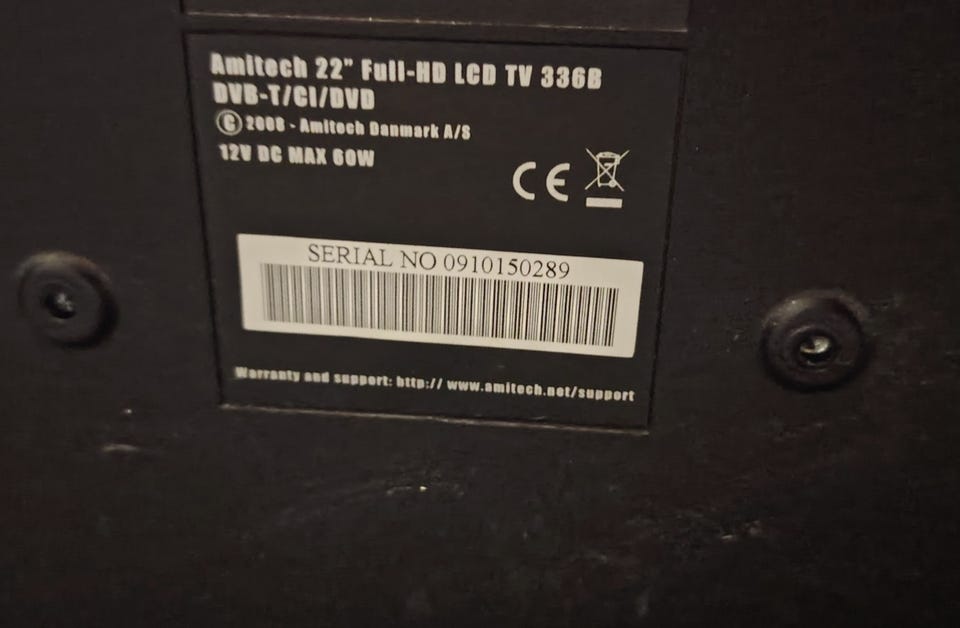 Amitech 22" Full-HD LCD TV 336B
DVB-T/CI/DVD
© 2008 - Amitech Danmark A/S
12V DC MAX 60W
CE
SERIAL NO 0910150289
Warranty and support: http:// www.amitech.net/support